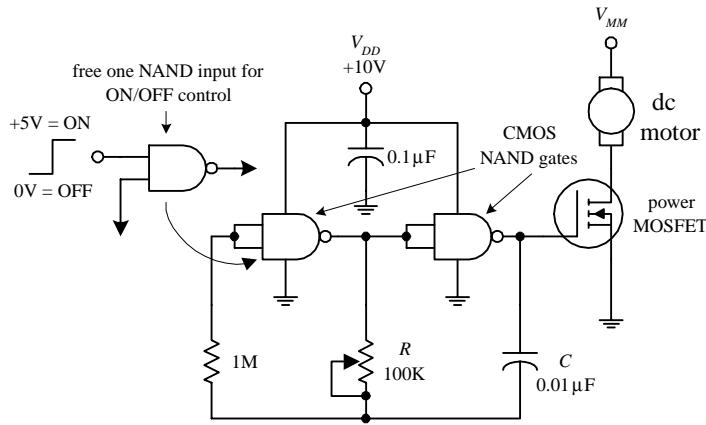 V_MM
V_DD
+10V
free one NAND input for
ON/OFF control
+5V = ON
0V = OFF
0.1µF
CMOS
NAND gates
dc
motor
power
MOSFET
1M
R
100K
C
0.01µF